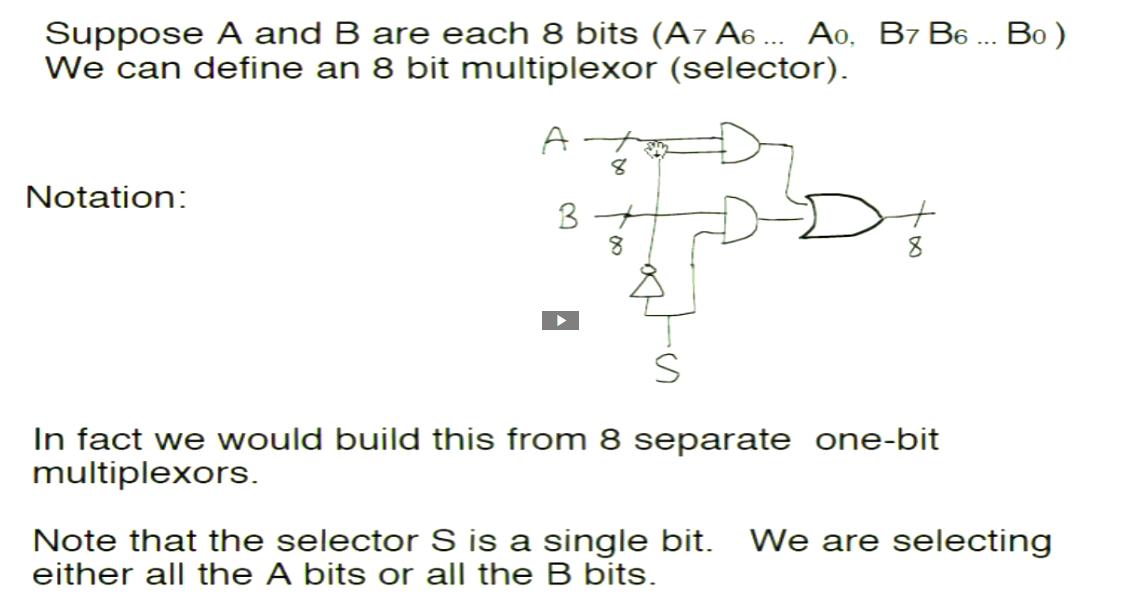 Suppose A and B are each 8 bits (A7 A6 ... A0, B7 B6 ... B0 )
We can define an 8 bit multiplexor (selector).
A
8
Notation:
B
8
8
S
In fact we would build this from 8 separate one-bit
multiplexors.
Note that the selector S is a single bit. We are selecting
either all the A bits or all the B bits.